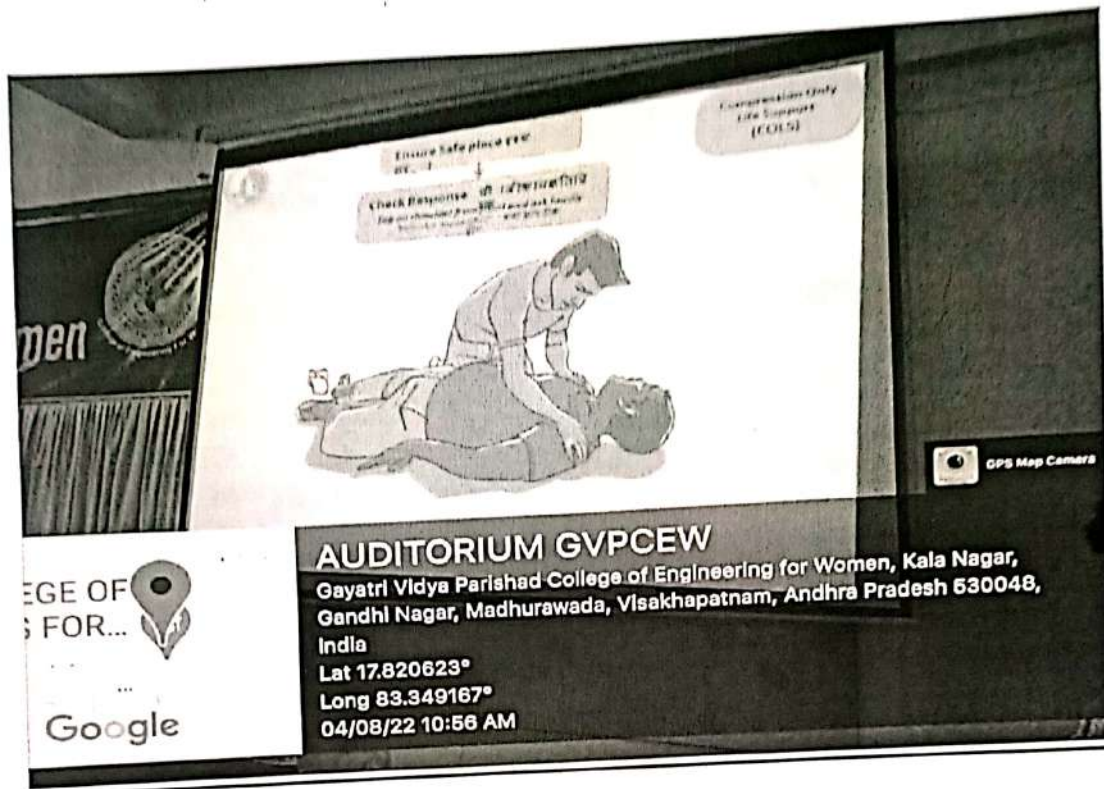 Compression Only
Life Support
(COLS)
Ensure Safe place
Check Response
men
GPS Map Camera
EGE OF
S FOR...
...
Google
AUDITORIUM GVPCEW
Gayatri Vidya Parishad College of Engineering for Women, Kala Nagar,
Gandhi Nagar, Madhurawada, Visakhapatnam, Andhra Pradesh 530048,
India
Lat 17.820623°
Long 83.349167°
04/08/22 10:56 AM